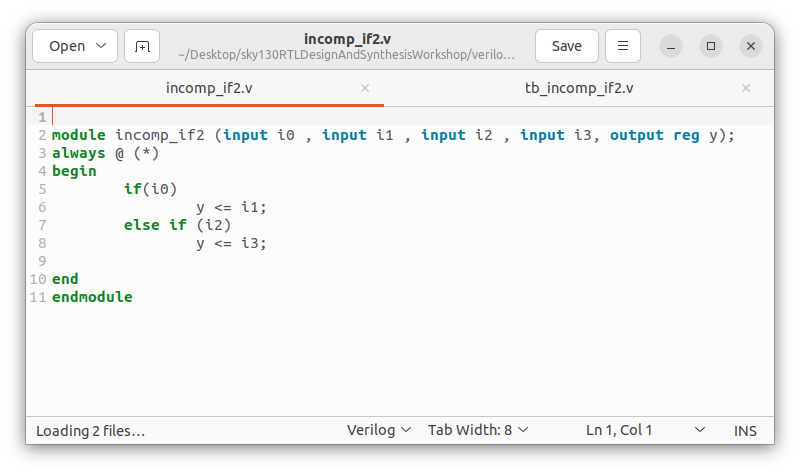 Open
incomp_if2.v
~/Desktop/sky130RTLDesignAndSynthesisWorkshop/verilo...
Save
incomp_if2.v ×
tb_incomp_if2.v ×
1
2 module incomp_if2 (input i0 , input i1 , input i2 , input i3, output reg y);
3 always @ (*)
4 begin
5 if(i0)
6 y <= i1;
7 else if (i2)
8 y <= i3;
9
10 end
11 endmodule
Loading 2 files… Verilog Tab Width: 8 Ln 1, Col 1 INS